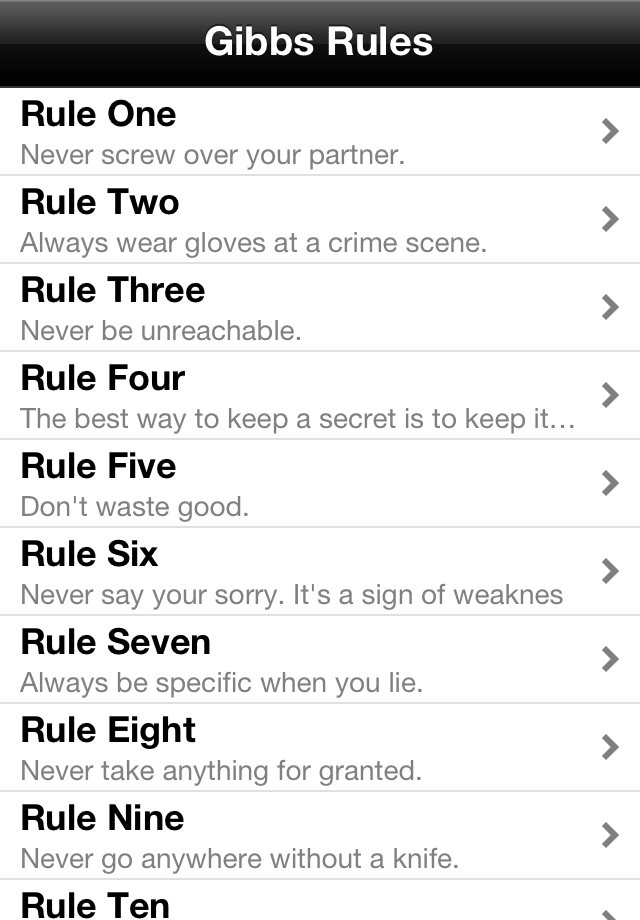 Gibbs Rules
Rule One
Never screw over your partner.
Rule Two
Always wear gloves at a crime scene.
Rule Three
Never be unreachable.
Rule Four
The best way to keep a secret is to keep it...
Rule Five
Don't waste good.
Rule Six
Never say your sorry. It's a sign of weaknes
Rule Seven
Always be specific when you lie.
Rule Eight
Never take anything for granted.
Rule Nine
Never go anywhere without a knife.
Rule Ten